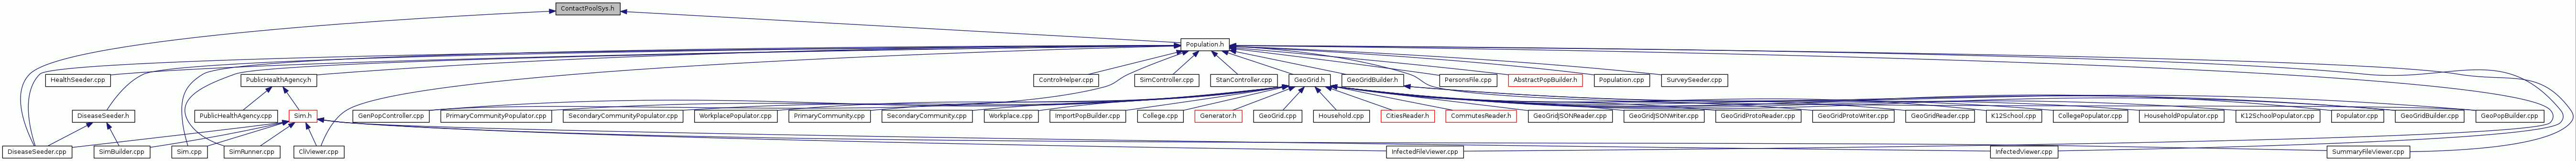 ContactPoolSys.h
Population.h
HealthSeeder.cpp
PublicHealthAgency.h
ControlHelper.cpp
SimController.cpp
StanController.cpp
GeoGrid.h
GeoGridBuilder.h
PersonsFile.cpp
AbstractPopBuilder.h
Population.cpp
SurveySeeder.cpp
DiseaseSeeder.h
PublicHealthAgency.cpp
Sim.h
GenPopController.cpp
PrimaryCommunityPopulator.cpp
SecondaryCommunityPopulator.cpp
WorkplacePopulator.cpp
PrimaryCommunity.cpp
SecondaryCommunity.cpp
Workplace.cpp
ImportPopBuilder.cpp
College.cpp
Generator.h
GeoGrid.cpp
Household.cpp
CitiesReader.h
CommutesReader.h
GeoGridJSONReader.cpp
GeoGridJSONWriter.cpp
GeoGridProtoReader.cpp
GeoGridProtoWriter.cpp
GeoGridReader.cpp
K12School.cpp
CollegePopulator.cpp
HouseholdPopulator.cpp
K12SchoolPopulator.cpp
Populator.cpp
GeoGridBuilder.cpp
GeoPopBuilder.cpp
DiseaseSeeder.cpp
SimBuilder.cpp
Sim.cpp
SimRunner.cpp
CliViewer.cpp
InfectedFileViewer.cpp
InfectedViewer.cpp
SummaryFileViewer.cpp